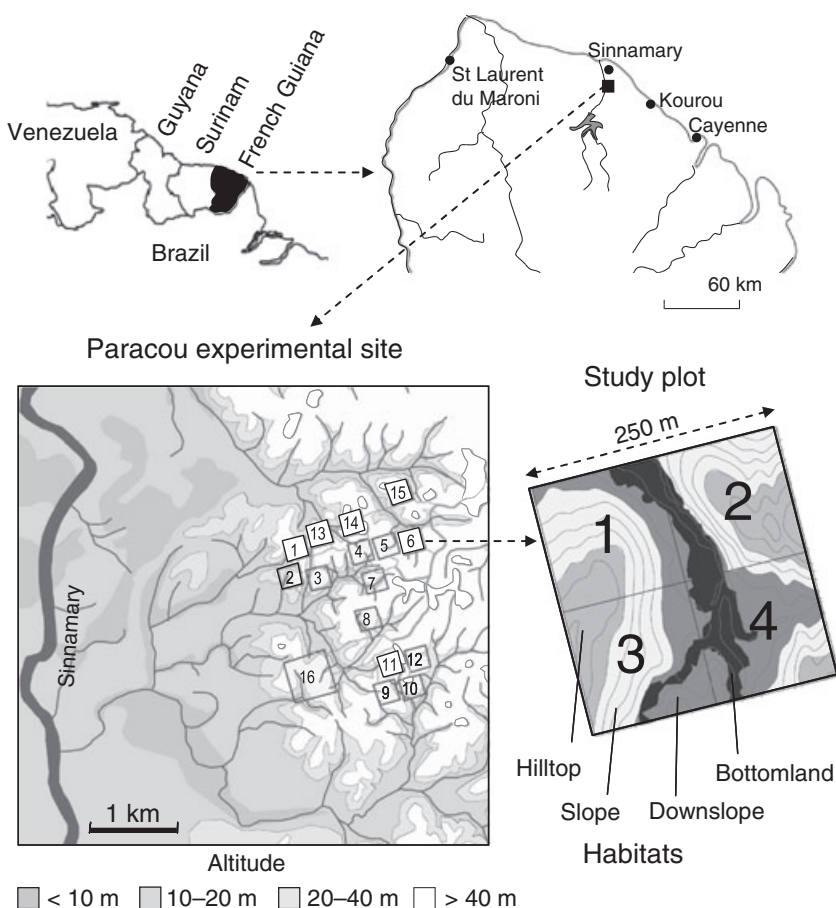 Venezuela
Guyana
Surinam
French Guiana
Brazil
St Laurent
du Maroni
Sinnamary
Kourou
Cayenne
60 km
Paracou experimental site
Sinnamary
1
2
3
4
5
6
7
8
9
10
11
12
13
14
15
16
1 km
Altitude
< 10 m 10–20 m 20–40 m > 40 m
Study plot
250 m
1
2
3
4
Hilltop
Slope
Downslope
Bottomland
Habitats